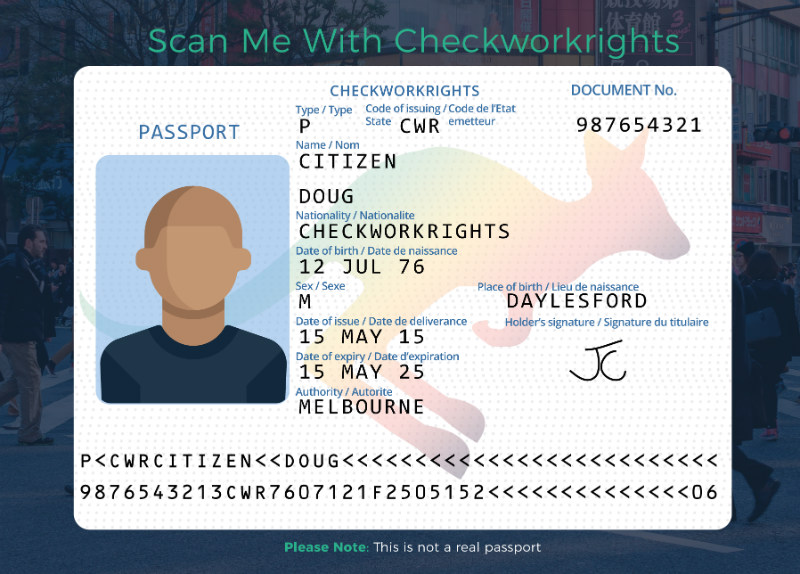 体育館
Scan Me With Checkworkrights
CHECKWORKRIGHTS
DOCUMENT No.
PASSPORT
Type / Type
Code of issuing / Code de l'Etat
State
emetteur
P
CWR
987654321
Name / Nom
CITIZEN
DOUG
Nationality / Nationalite
CHECKWORKRIGHTS
Date of birth / Date de naissance
12 JUL 76
Sex / Sexe
M
Place of birth / Lieu de naissance
DAYLESFORD
Date of issue / Date de deliverance
15 MAY 15
Holder's signature / Signature du titulaire
JC
Date of expiry / Date d'expiration
15 MAY 25
Authority / Autorite
MELBOURNE
P<CWRCITIZEN<<DOUG<<<<<<<<<<<<<<<<<<<<<<<<<<
9876543213CWR7607121F2505152<<<<<<<<<<<<<<06
Please Note: This is not a real passport